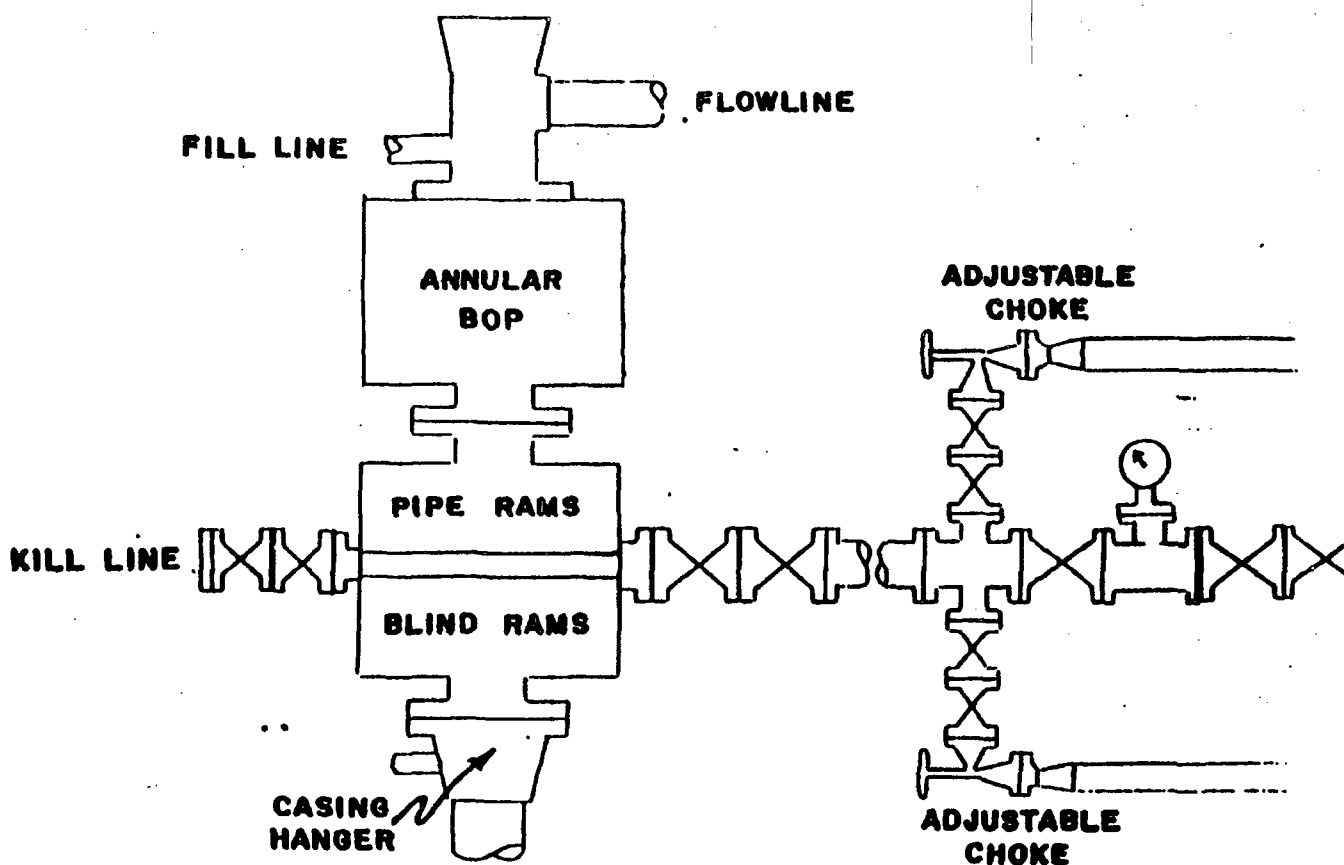 FLOWLINE
FILL LINE
ANNULAR
BOP
ADJUSTABLE
CHOKE
PIPE RAMS
KILL LINE
BLIND RAMS
CASING
HANGER
ADJUSTABLE
CHOKE